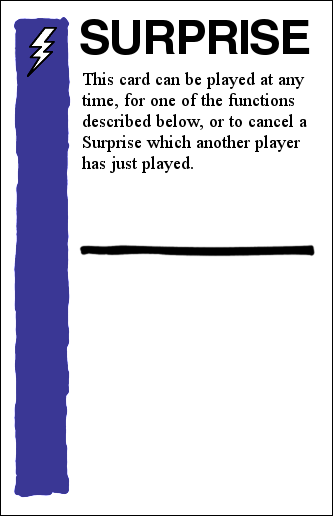 SURPRISE
This card can be played at any
time, for one of the functions
described below, or to cancel a
Surprise which another player
has just played.